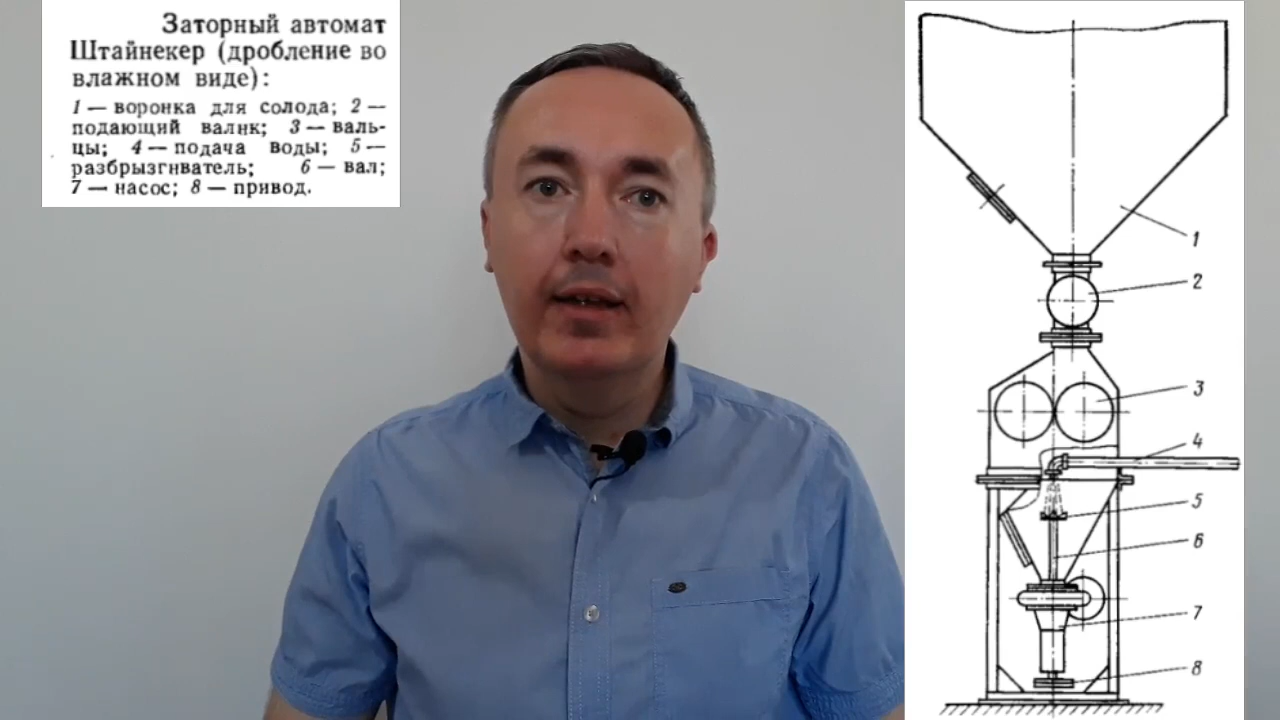 Заторный автомат
Штайнекер (дробление во
влажном виде):
1 — воронка для солода; 2 —
подающий валик; 3 — валь-
цы; 4 — подача воды; 5 —
разбрызгиватель; 6 — вал;
7 — насос; 8 — привод.
1
2
3
4
5
6
7
8